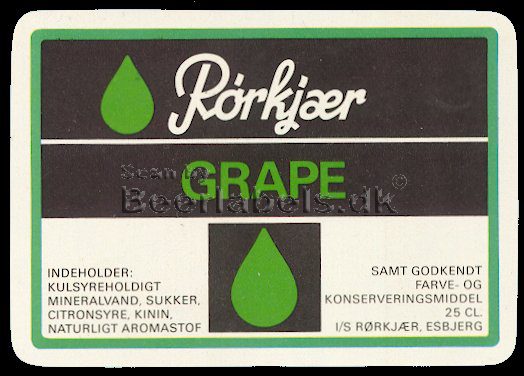 Rørkjær
GRAPE
Scan by
Beerlabels.dk ©
INDEHOLDER:
KULSYREHOLDIGT
MINERALVAND, SUKKER,
CITRONSYRE, KININ,
NATURLIGT AROMASTOF
SAMT GODKENDT
FARVE- OG
KONSERVERINGSMIDDEL
25 CL.
I/S RØRKJÆR, ESBJERG